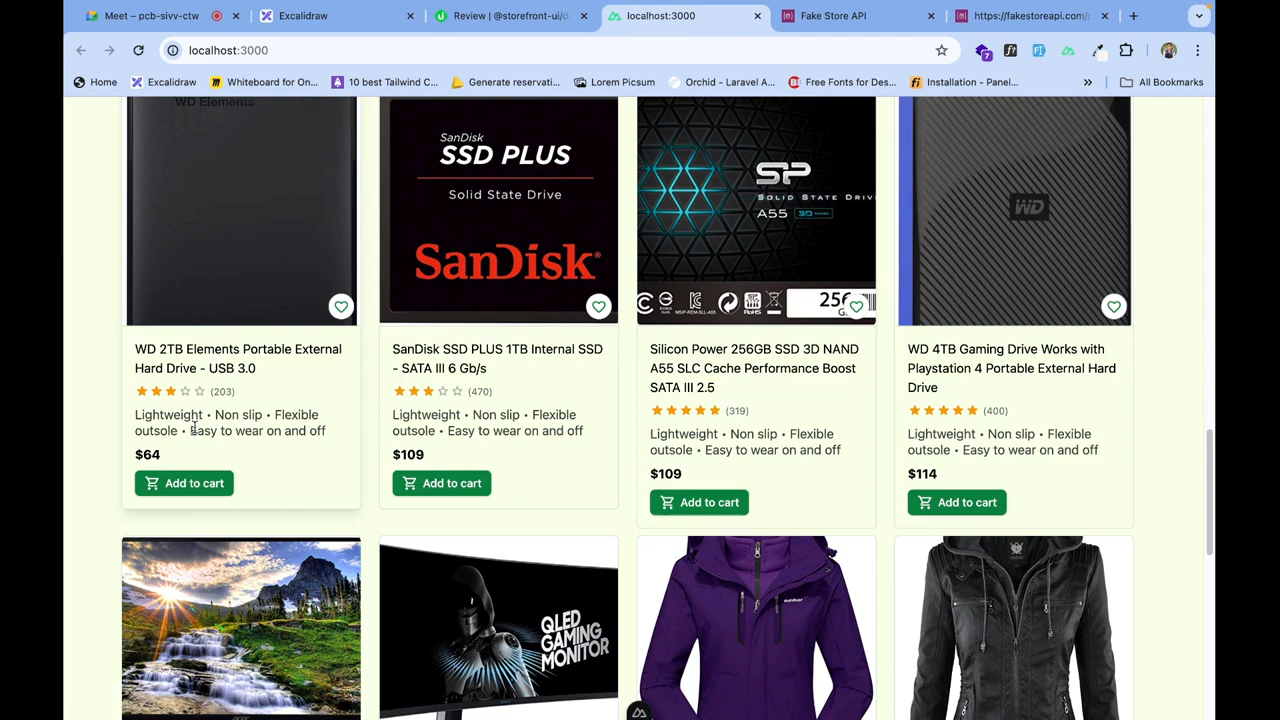 Meet – pcb-sivv-ctw
Excalidraw
Review | @storefront-ui/d
localhost:3000
Fake Store API
https://fakestoreapi.com/
localhost:3000
7
f?
Home
Excalidraw
Whiteboard for On...
10 best Tailwind C...
Generate reservati...
Lorem Picsum
Orchid - Laravel A...
Free Fonts for Des...
Installation - Panel...
»
All Bookmarks
WD Elements
SanDisk
SSD PLUS
Solid State Drive
SanDisk®
SP
SOLID STATE DRIV
A55 3D NAND
256
WD
WD 2TB Elements Portable External
Hard Drive - USB 3.0
(203)
Lightweight • Non slip • Flexible
outsole • Easy to wear on and off
$64
Add to cart
SanDisk SSD PLUS 1TB Internal SSD
- SATA III 6 Gb/s
(470)
Lightweight • Non slip • Flexible
outsole • Easy to wear on and off
$109
Add to cart
Silicon Power 256GB SSD 3D NAND
A55 SLC Cache Performance Boost
SATA III 2.5
(319)
Lightweight • Non slip • Flexible
outsole • Easy to wear on and off
$109
Add to cart
WD 4TB Gaming Drive Works with
Playstation 4 Portable External Hard
Drive
(400)
Lightweight • Non slip • Flexible
outsole • Easy to wear on and off
$114
Add to cart
QLED
GAMING
MONITOR
outdoor
acer